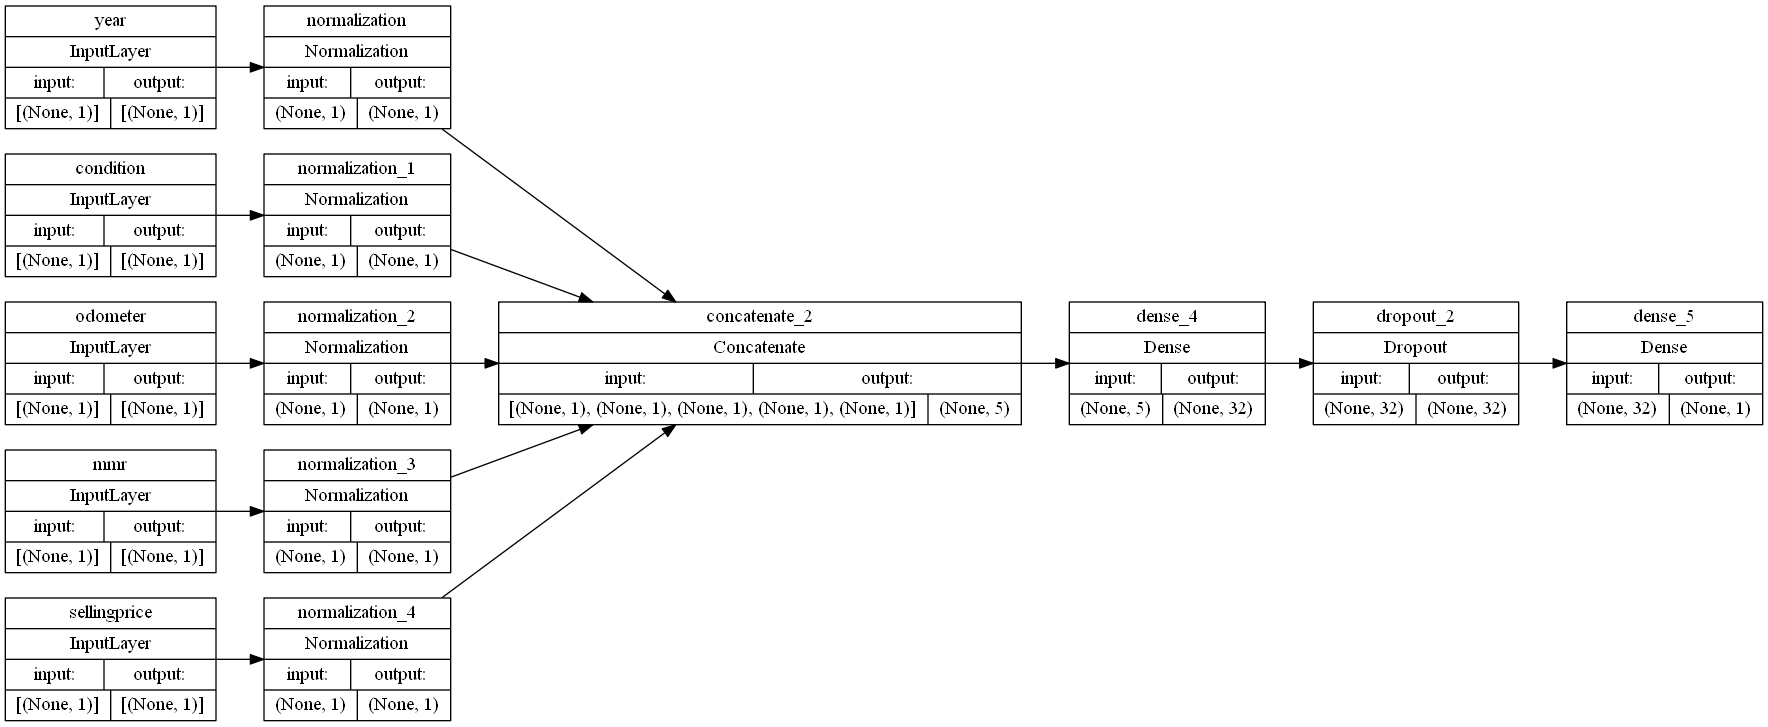 year
InputLayer
input: output:
[(None, 1)] [(None, 1)]
normalization
Normalization
input: output:
(None, 1) (None, 1)
condition
InputLayer
input: output:
[(None, 1)] [(None, 1)]
normalization_1
Normalization
input: output:
(None, 1) (None, 1)
odometer
InputLayer
input: output:
[(None, 1)] [(None, 1)]
normalization_2
Normalization
input: output:
(None, 1) (None, 1)
mmr
InputLayer
input: output:
[(None, 1)] [(None, 1)]
normalization_3
Normalization
input: output:
(None, 1) (None, 1)
sellingprice
InputLayer
input: output:
[(None, 1)] [(None, 1)]
normalization_4
Normalization
input: output:
(None, 1) (None, 1)
concatenate_2
Concatenate
input: output:
[(None, 1), (None, 1), (None, 1), (None, 1), (None, 1)] (None, 5)
dense_4
Dense
input: output:
(None, 5) (None, 32)
dropout_2
Dropout
input: output:
(None, 32) (None, 32)
dense_5
Dense
input: output:
(None, 32) (None, 1)